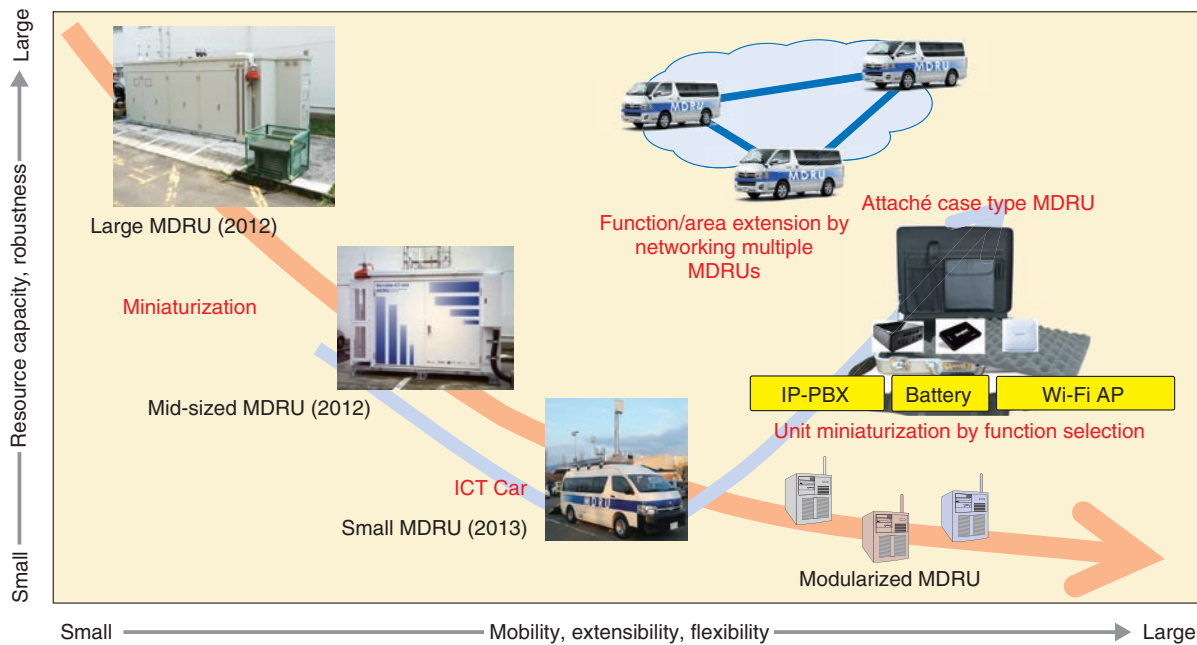 Large
Resource capacity, robustness
Small
Large MDRU (2012)
Miniaturization
Mid-sized MDRU (2012)
ICT Car
Small MDRU (2013)
MDRU
MDRU
MDRU
MDRU
Function/area extension by
networking multiple
MDRUs
Attaché case type MDRU
IP-PBX
Battery
Wi-Fi AP
Unit miniaturization by function selection
Modularized MDRU
Small
Mobility, extensibility, flexibility
Large